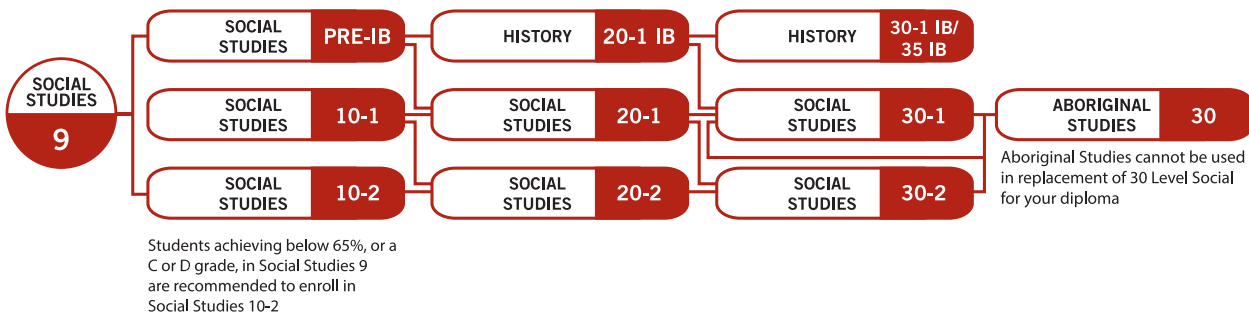 SOCIAL
STUDIES
9
SOCIAL
STUDIES
PRE-IB
HISTORY
20-1 IB
HISTORY
30-1 IB/
35 IB
SOCIAL
STUDIES
10-1
SOCIAL
STUDIES
20-1
SOCIAL
STUDIES
30-1
ABORIGINAL
STUDIES
30
Aboriginal Studies cannot be used
in replacement of 30 Level Social
for your diploma
SOCIAL
STUDIES
10-2
SOCIAL
STUDIES
20-2
SOCIAL
STUDIES
30-2
Students achieving below 65%, or a
C or D grade, in Social Studies 9
are recommended to enroll in
Social Studies 10-2